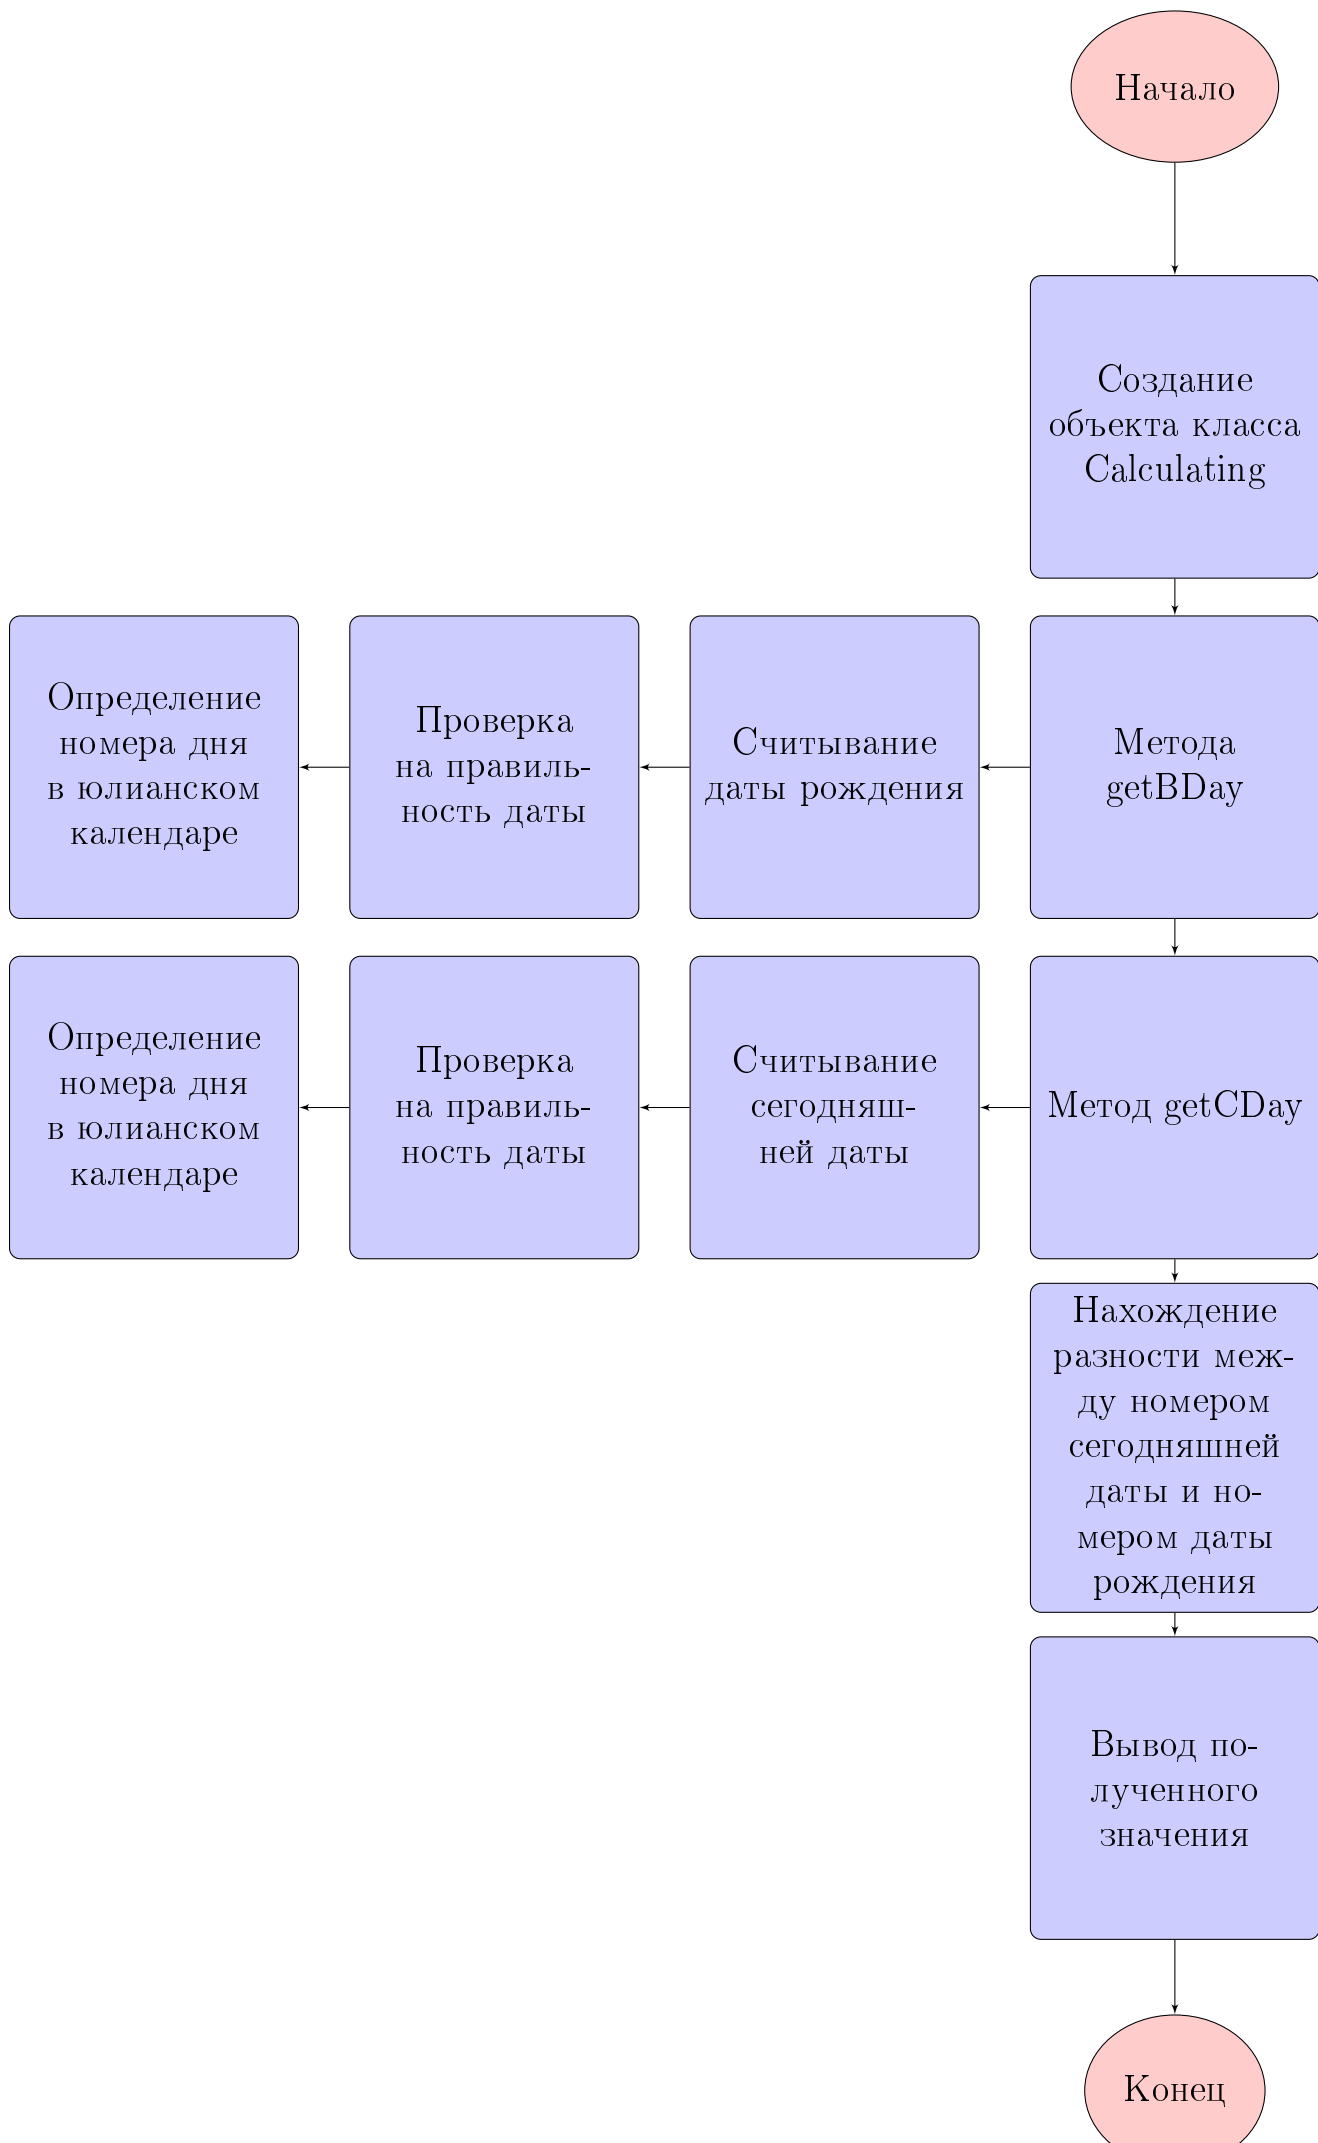 Начало
Создание
объекта класса
Calculating
Определение
номера дня
в юлианском
календаре
Проверка
на правиль-
ность даты
Считывание
даты рождения
Метода
getBDay
Определение
номера дня
в юлианском
календаре
Проверка
на правиль-
ность даты
Считывание
сегодняш-
ней даты
Метод getCDay
Нахождение
разности меж-
ду номером
сегодняшней
даты и но-
мером даты
рождения
Вывод по-
лученного
значения
Конец